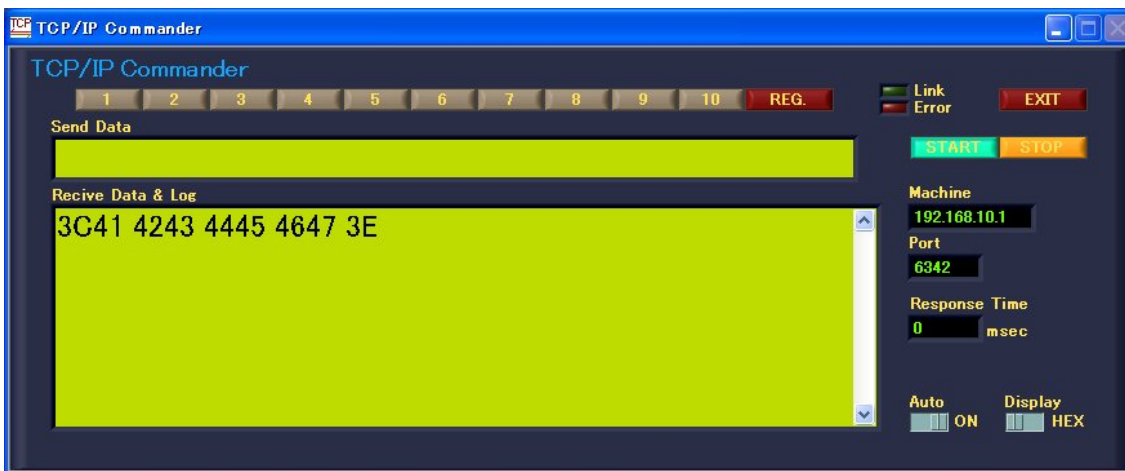 TCP TCP/IP Commander
TCP/IP Commander
1 2 3 4 5 6 7 8 9 10 REG.
Link
Error
EXIT
Send Data
START STOP
Recive Data & Log
3C41 4243 4445 4647 3E
Machine
192.168.10.1
Port
6342
Response Time
0 msec
Auto Display
ON HEX